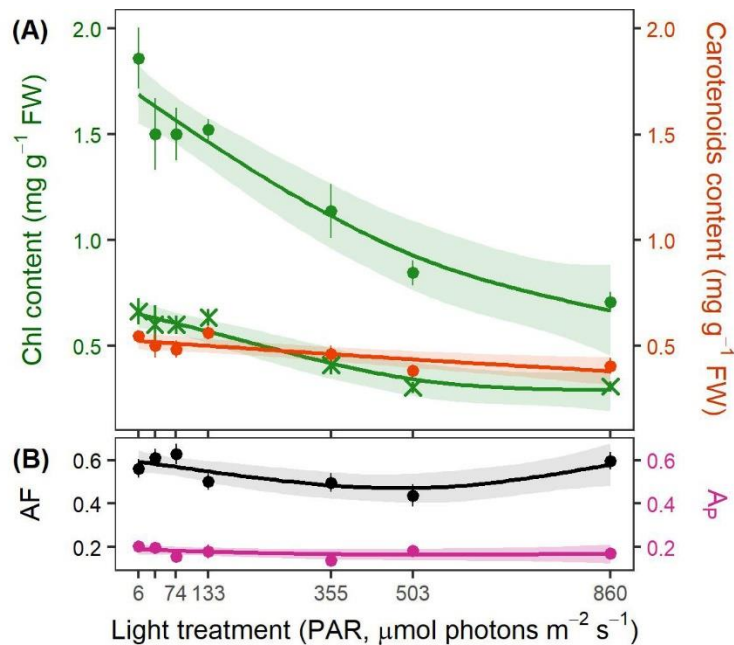 (A)
2.0
1.5
1.0
0.5
Chl content (mg g⁻¹ FW)
2.0
1.5
1.0
0.5
Carotenoids content (mg g⁻¹ FW)
(B)
0.6
0.4
0.2
AF
0.6
0.4
0.2
Aₚ
6 74 133 355 503 860
Light treatment (PAR, μmol photons m⁻² s⁻¹)